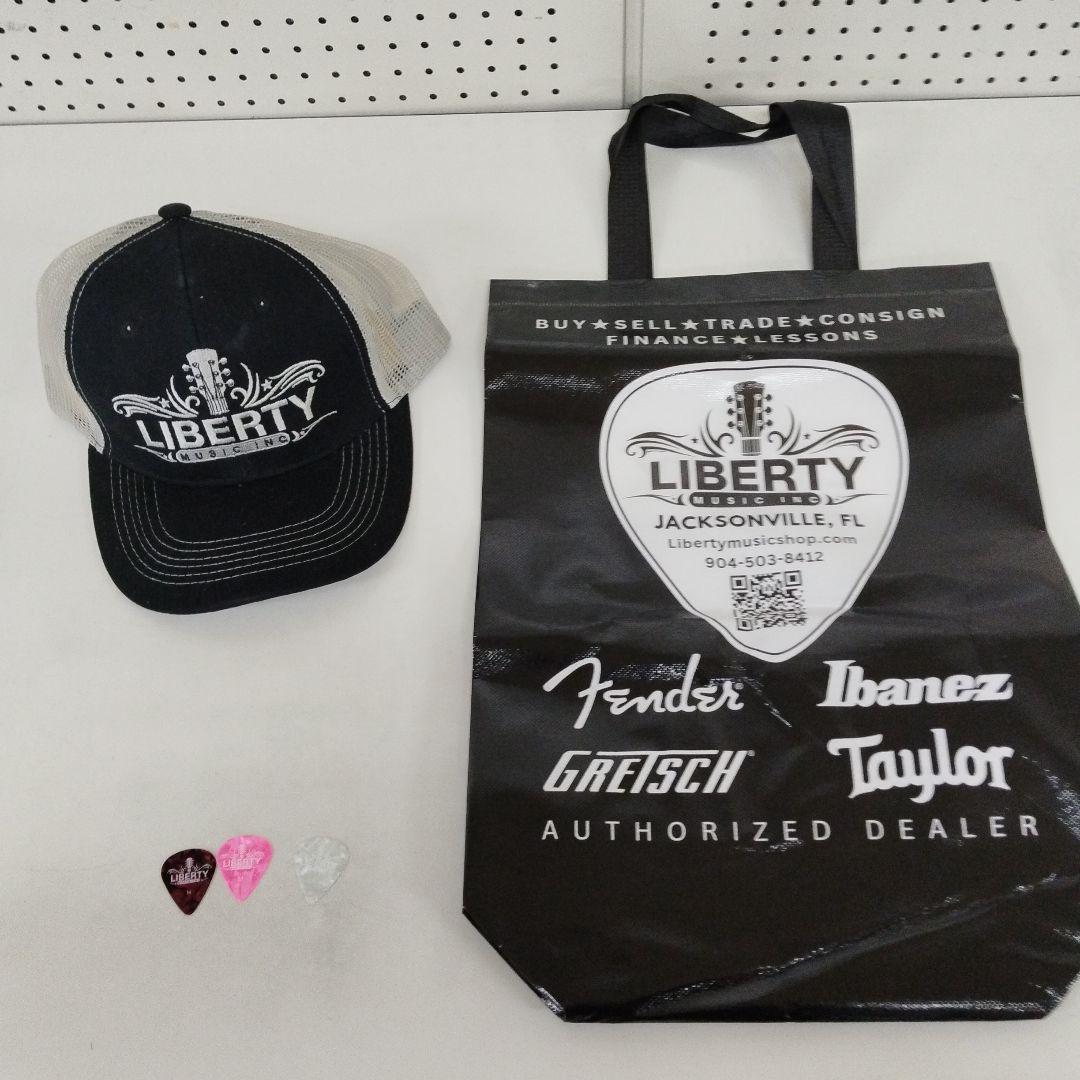 LIBERTY
MUSIC INC
BUY★SELL★TRADE★CONSIGN
FINANCE★LESSONS
LIBERTY
MUSIC INC
JACKSONVILLE, FL
Libertymusicshop.com
904-503-8412
Fender®
Ibanez
GRETSCH®
Taylor
AUTHORIZED DEALER
LIBERTY
M
LIBERTY
M